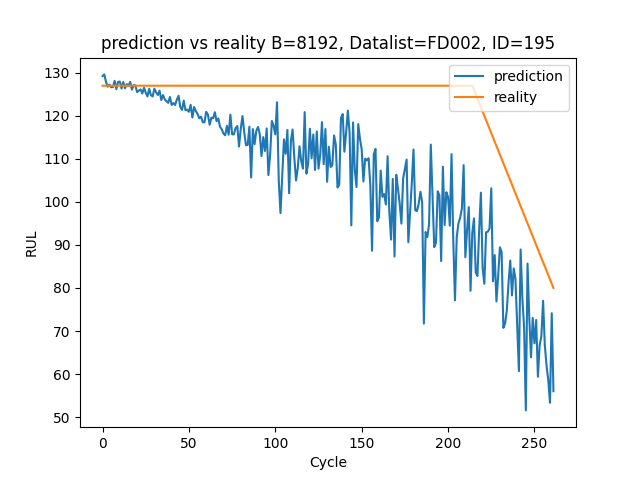 prediction vs reality B=8192, Datalist=FD002, ID=195
prediction
reality
RUL
130
120
110
100
90
80
70
60
50
0 50 100 150 200 250
Cycle